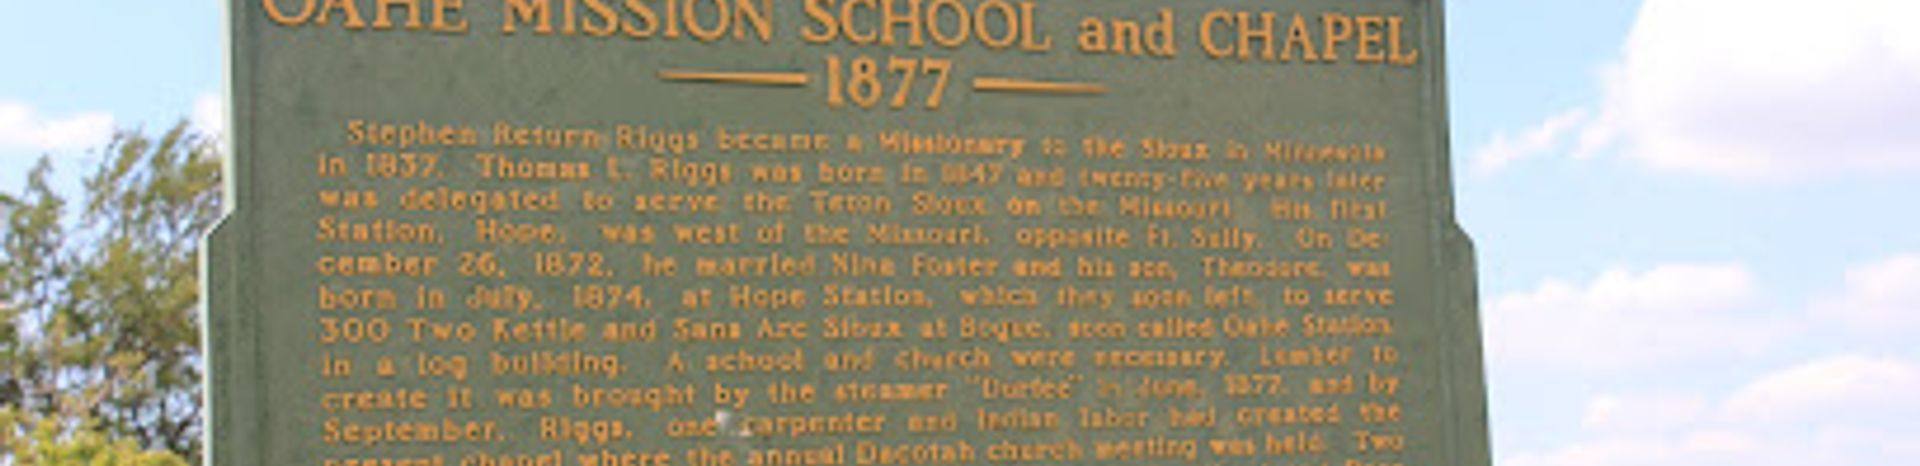 OAHE MISSION SCHOOL and CHAPEL
1877
Stephen Return Riggs became a Missionary to the Sioux in Minnesota
in 1837. Thomas L. Riggs was born in 1847 and twenty-five years later
was delegated to serve the Teton Sioux on the Missouri. His first
Station, Hope, was west of the Missouri, opposite Ft. Sully. On De-
cember 26, 1872, he married Nina Foster and his son, Theodore, was
born in July, 1874, at Hope Station, which they soon left, to serve
300 Two Kettle and Sans Arc Sioux at Bogue, soon called Oahe Station
in a log building. A school and church were necessary. Lumber to
create it was brought by the steamer "Durfee" in June, 1877, and by
September, Riggs, one carpenter and Indian labor had created the
present chapel where the annual Dacotah church meeting was held. Two